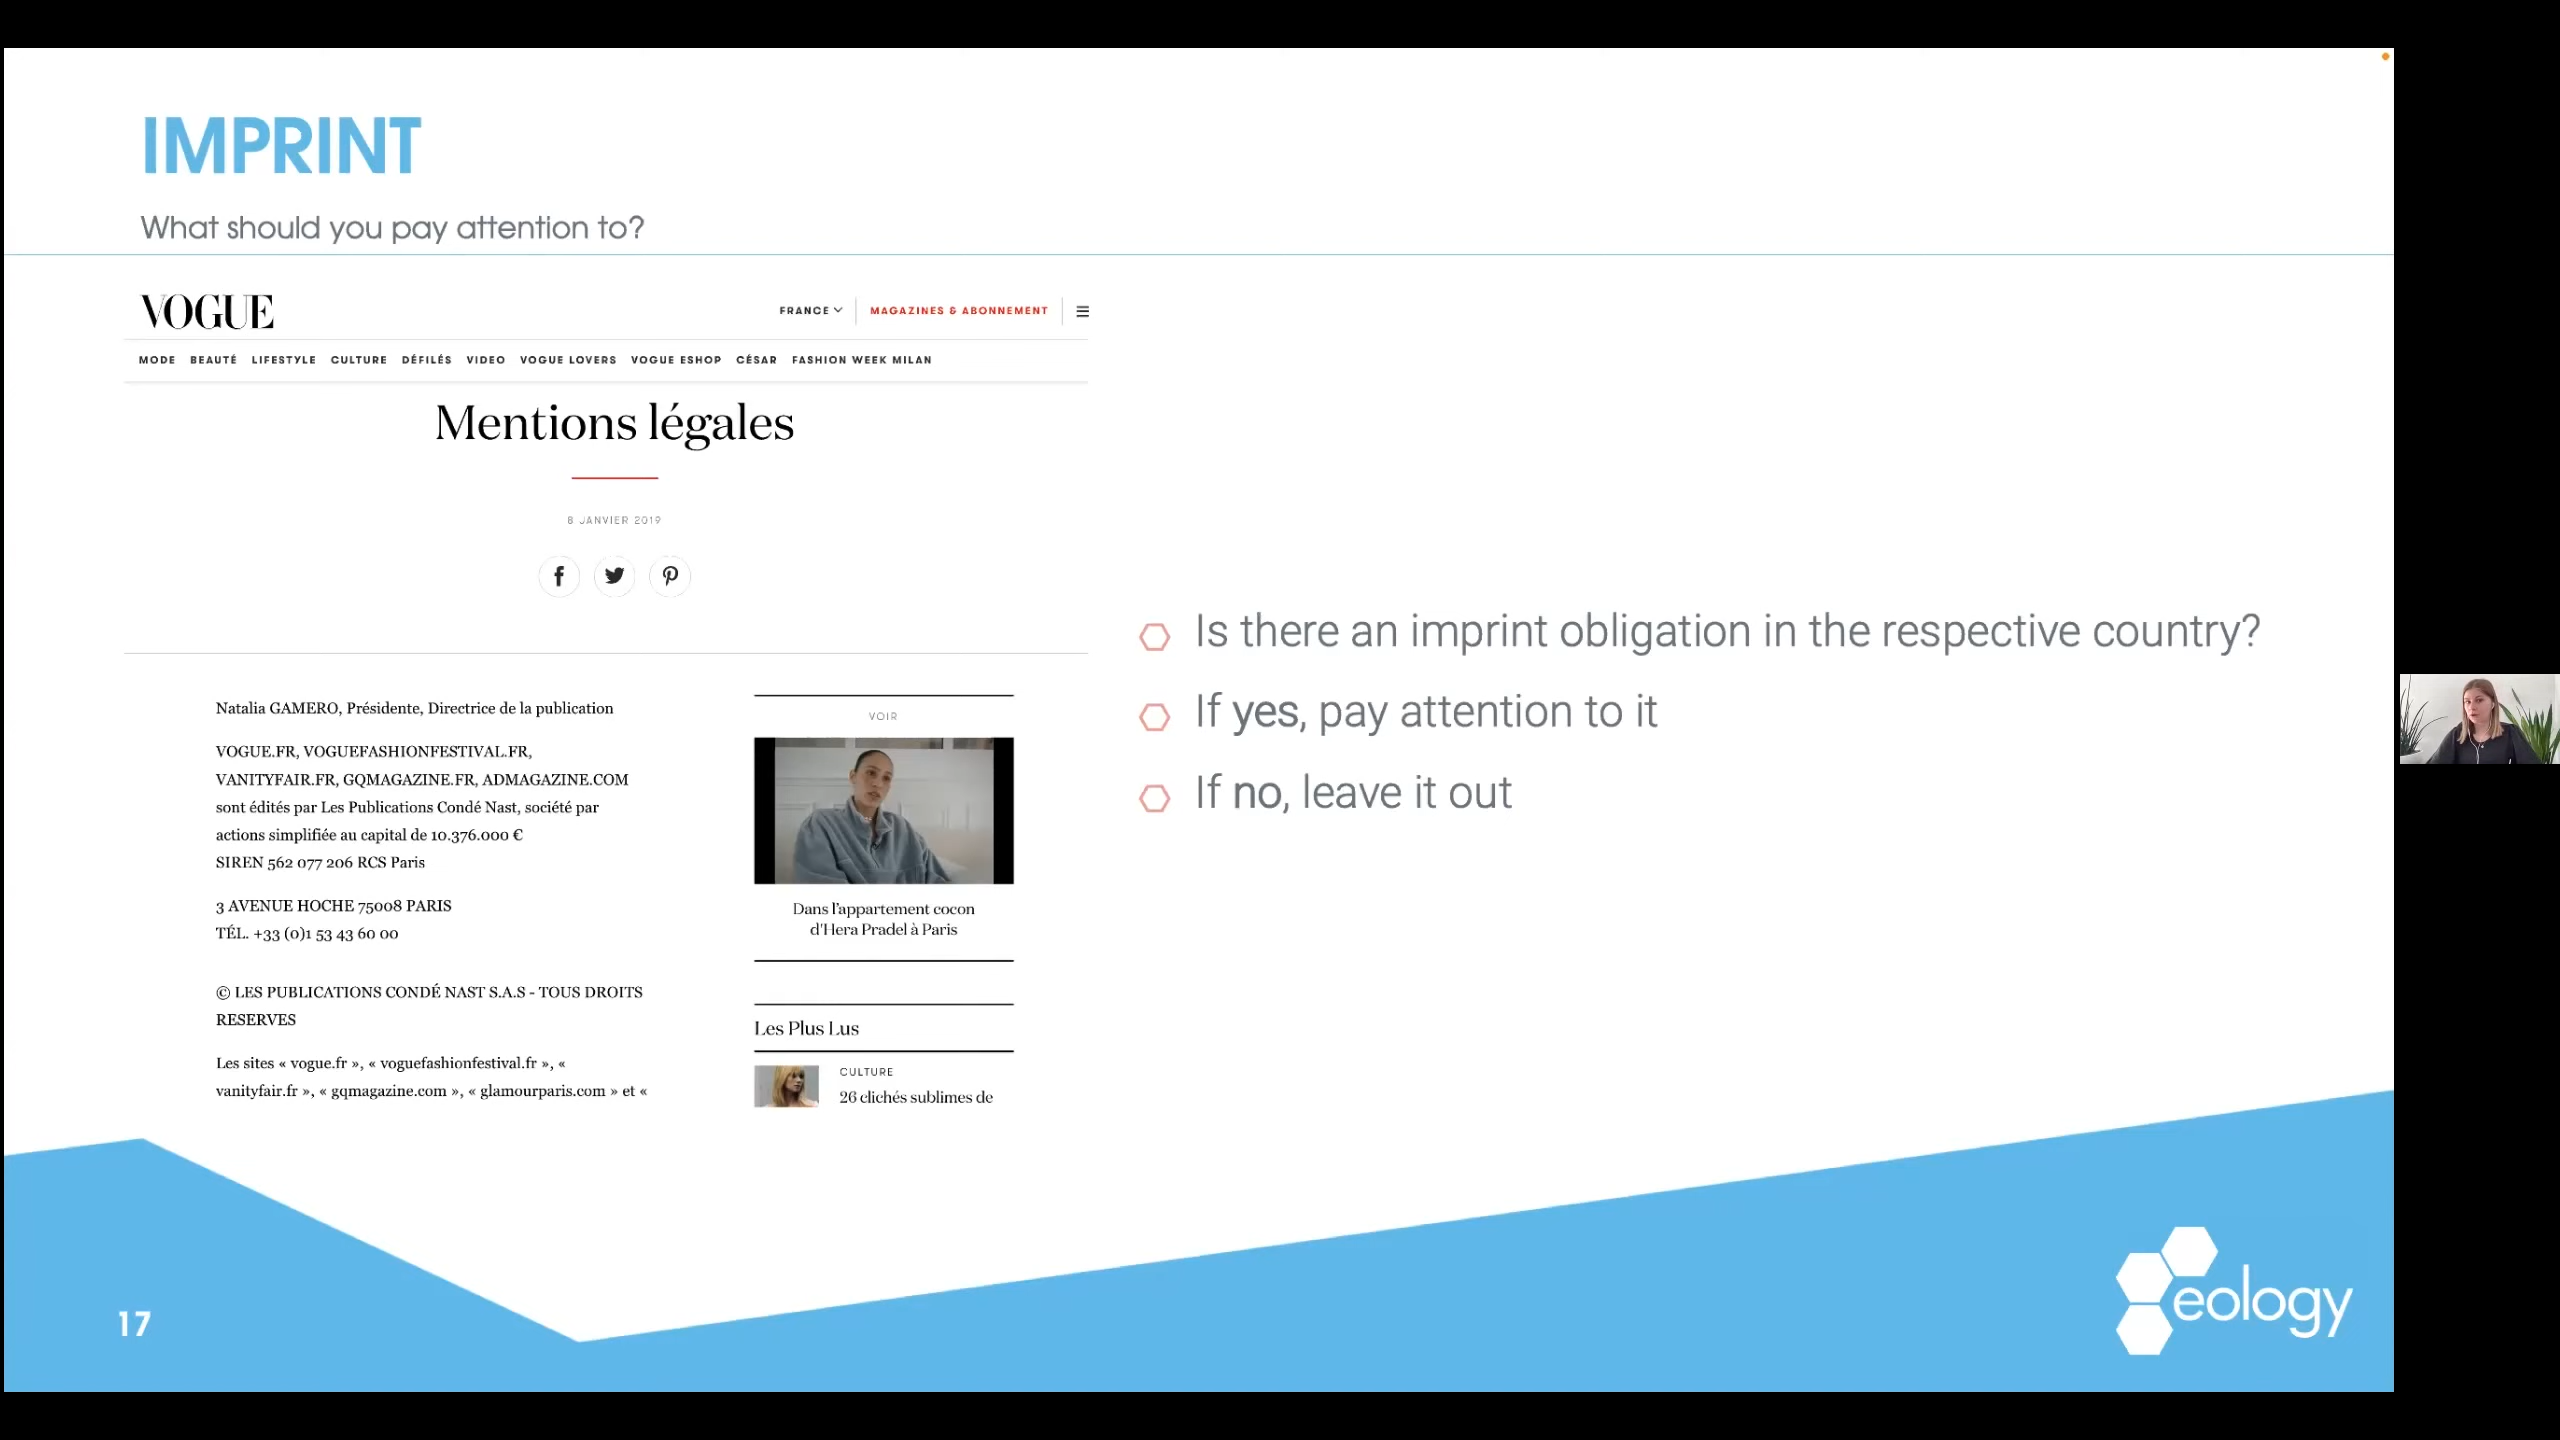 IMPRINT
What should you pay attention to?
VOGUE
FRANCE
MAGAZINES & ABONNEMENT
MODE BEAUTÉ LIFESTYLE CULTURE DÉFILÉS VIDEO VOGUE LOVERS VOGUE ESHOP CÉSAR FASHION WEEK MILAN
Mentions légales
8 JANVIER 2019
Natalia GAMERO, Présidente, Directrice de la publication
VOGUE.FR, VOGUEFASHIONFESTIVAL.FR,
VANITYFAIR.FR, GQMAGAZINE.FR, ADMAGAZINE.COM
sont édités par Les Publications Condé Nast, société par
actions simplifiée au capital de 10.376.000 €
SIREN 562 077 206 RCS Paris
3 AVENUE HOCHE 75008 PARIS
TÉL. +33 (0)1 53 43 60 00
© LES PUBLICATIONS CONDÉ NAST S.A.S - TOUS DROITS
RESERVES
Les sites « vogue.fr », « voguefashionfestival.fr », «
vanityfair.fr », « gqmagazine.com », « glamourparis.com » et «
VOIR
Dans l'appartement cocon
d'Hera Pradel à Paris
Les Plus Lus
CULTURE
26 clichés sublimes de
Is there an imprint obligation in the respective country?
If yes, pay attention to it
If no, leave it out
17
eology